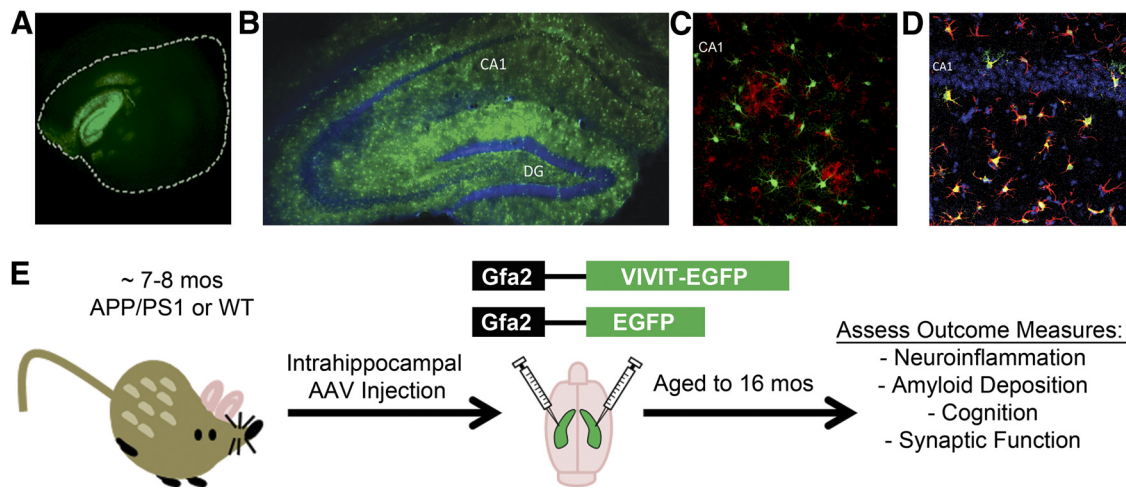 A
B
C
D
CA1
DG
CA1
CA1
E
~ 7-8 mos
APP/PS1 or WT
Gfa2
VIVIT-EGFP
Gfa2
EGFP
Intrahippocampal
AAV Injection
Aged to 16 mos
Assess Outcome Measures:
- Neuroinflammation
- Amyloid Deposition
- Cognition
- Synaptic Function